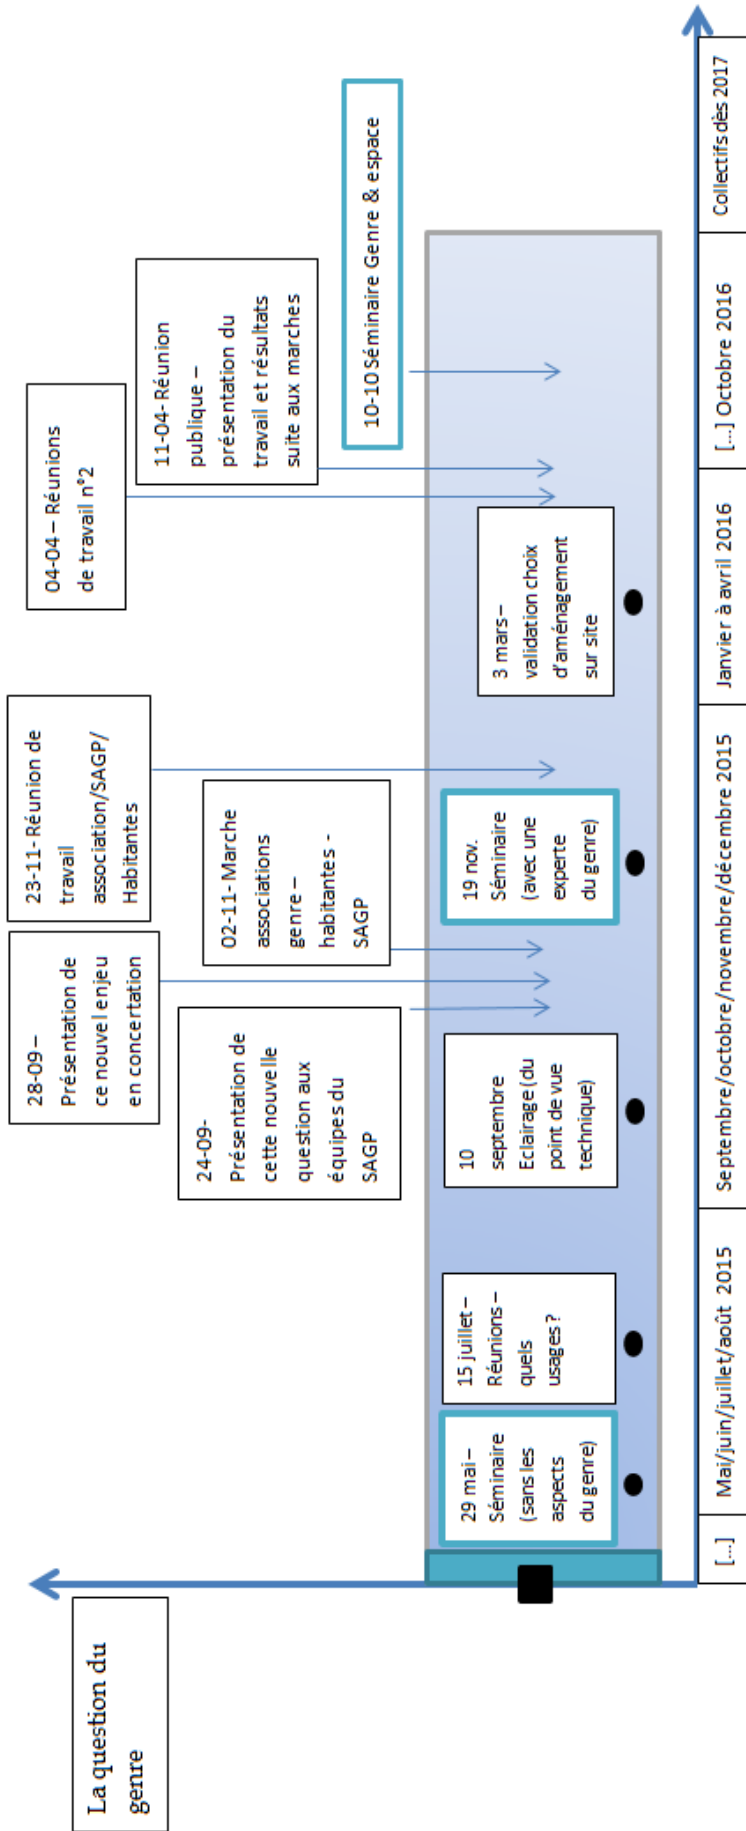 La question du
genre
28-09 –
Présentation de
ce nouvel enjeu
en concertation
23-11- Réunion de
travail
association/SAGP/
Habitantes
04-04 – Réunions
de travail n°2
24-09-
Présentation de
cette nouvelle
question aux
équipes du
SAGP
02-11- Marche
associations
genre –
habitantes -
SAGP
11-04- Réunion
publique –
présentation du
travail et résultats
suite aux marches
10-10 Séminaire Genre & espace
29 mai –
Séminaire
(sans les
aspects
du genre)
15 juillet –
Réunions –
quels
usages ?
10
septembre
Eclairage (du
point de vue
technique)
19 nov.
Séminaire
(avec une
experte
du genre)
3 mars –
validation choix
d'aménagement
sur site
[...]
Mai/juin/juillet/août 2015
Septembre/octobre/novembre/décembre 2015
Janvier à avril 2016
[...] Octobre 2016
Collectifs dès 2017